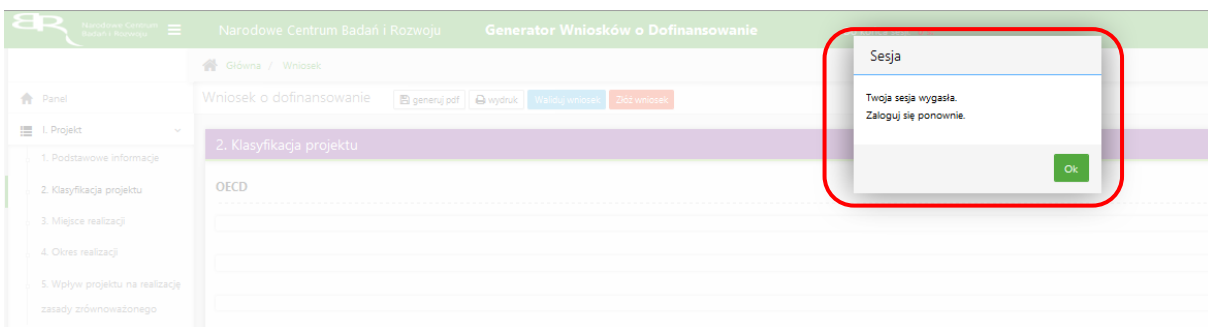 Narodowe Centrum
Badań i Rozwoju
Narodowe Centrum Badań i Rozwoju
Generator Wniosków o Dofinansowanie
Główna / Wniosek
Panel
Wniosek o dofinansowanie
generuj pdf
wydruk
Waliduj wniosek
Złóż wniosek
I. Projekt
1. Podstawowe informacje
2. Klasyfikacja projektu
3. Miejsce realizacji
4. Okres realizacji
5. Wpływ projektu na realizację
zasady zrównoważonego
2. Klasyfikacja projektu
OECD
Sesja
Twoja sesja wygasła.
Zaloguj się ponownie.
Ok